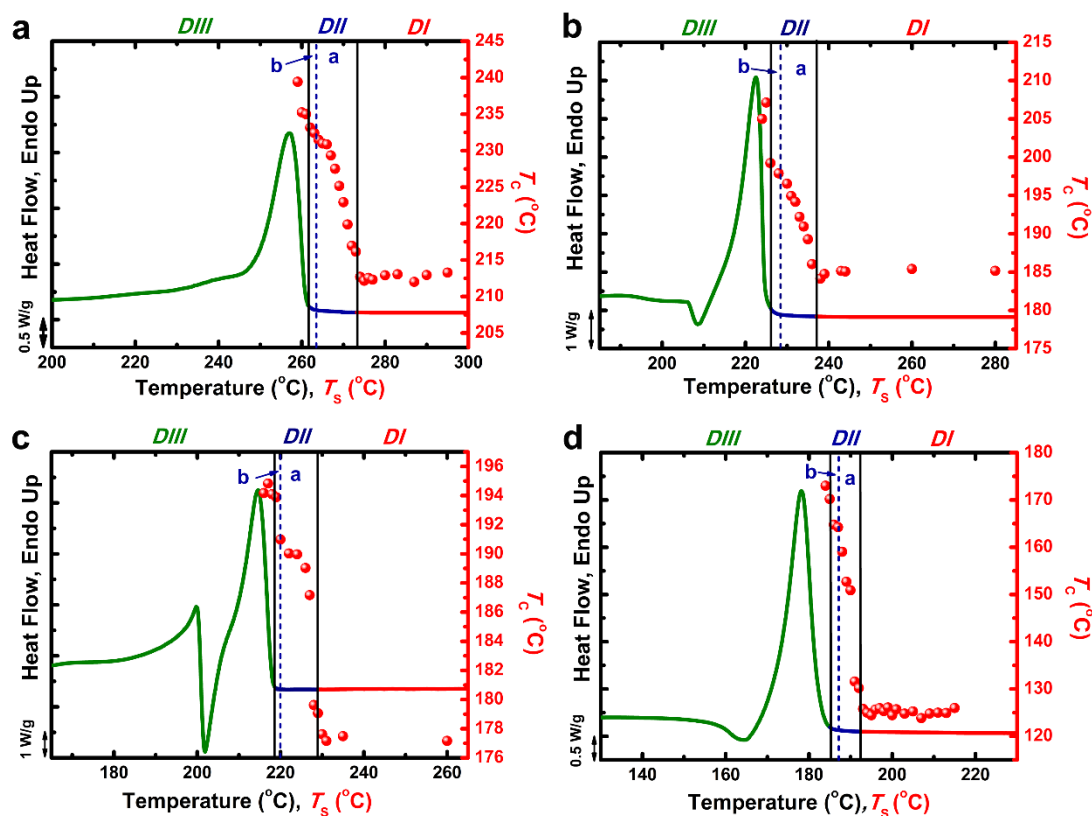 a
DIII DII DI
b a
Heat Flow, Endo Up
0.5 W/g
245
240
235
230
225
220
215
210
205
Tc (°C)
200 220 240 260 280 300
Temperature (°C), Ts (°C)
b
DIII DII DI
b a
Heat Flow, Endo Up
1 W/g
215
210
205
200
195
190
185
180
175
Tc (°C)
200 220 240 260 280
Temperature (°C), Ts (°C)
c
DIII DII DI
b a
Heat Flow, Endo Up
1 W/g
196
194
192
190
188
186
184
182
180
178
176
Tc (°C)
180 200 220 240 260
Temperature (°C), Ts (°C)
d
DIII DII DI
b a
Heat Flow, Endo Up
0.5 W/g
180
170
160
150
140
130
120
Tc (°C)
140 160 180 200 220
Temperature (°C), Ts (°C)